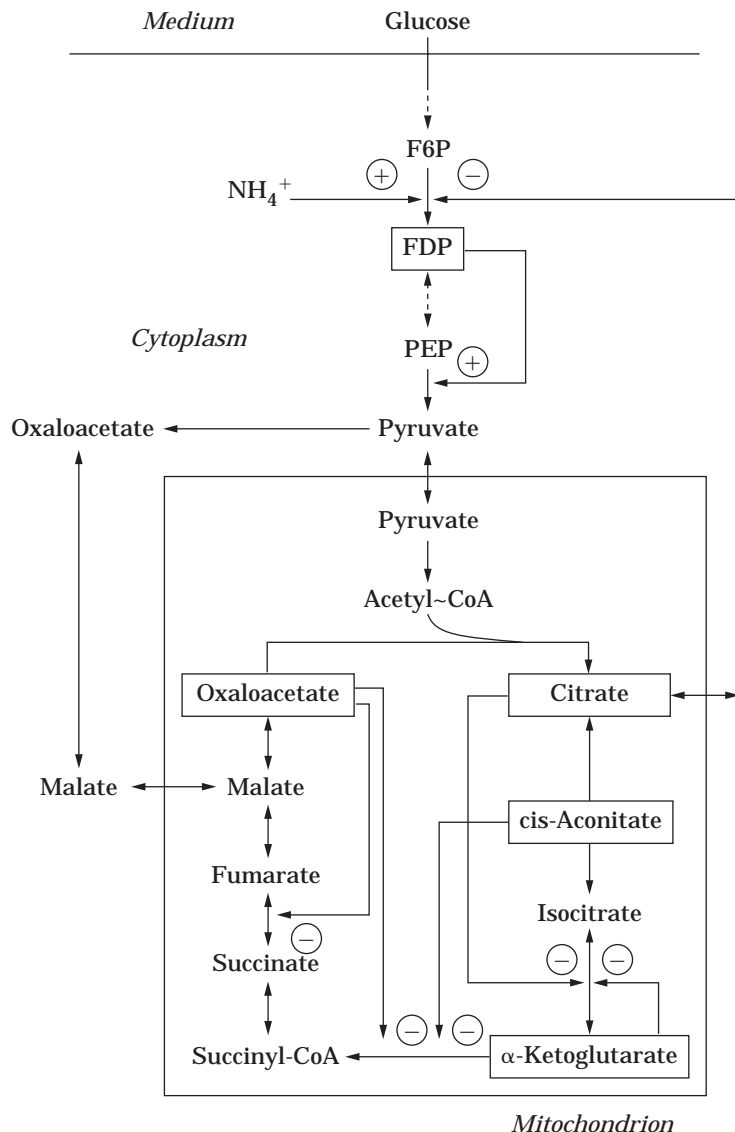 Medium
Glucose
F6P
+
−
NH₄⁺
FDP
Cytoplasm
PEP
+
Oxaloacetate
Pyruvate
Pyruvate
Acetyl~CoA
Oxaloacetate
Citrate
Malate
Malate
cis-Aconitate
Fumarate
Isocitrate
−
Succinate
−
−
−
−
Succinyl-CoA
α-Ketoglutarate
Mitochondrion